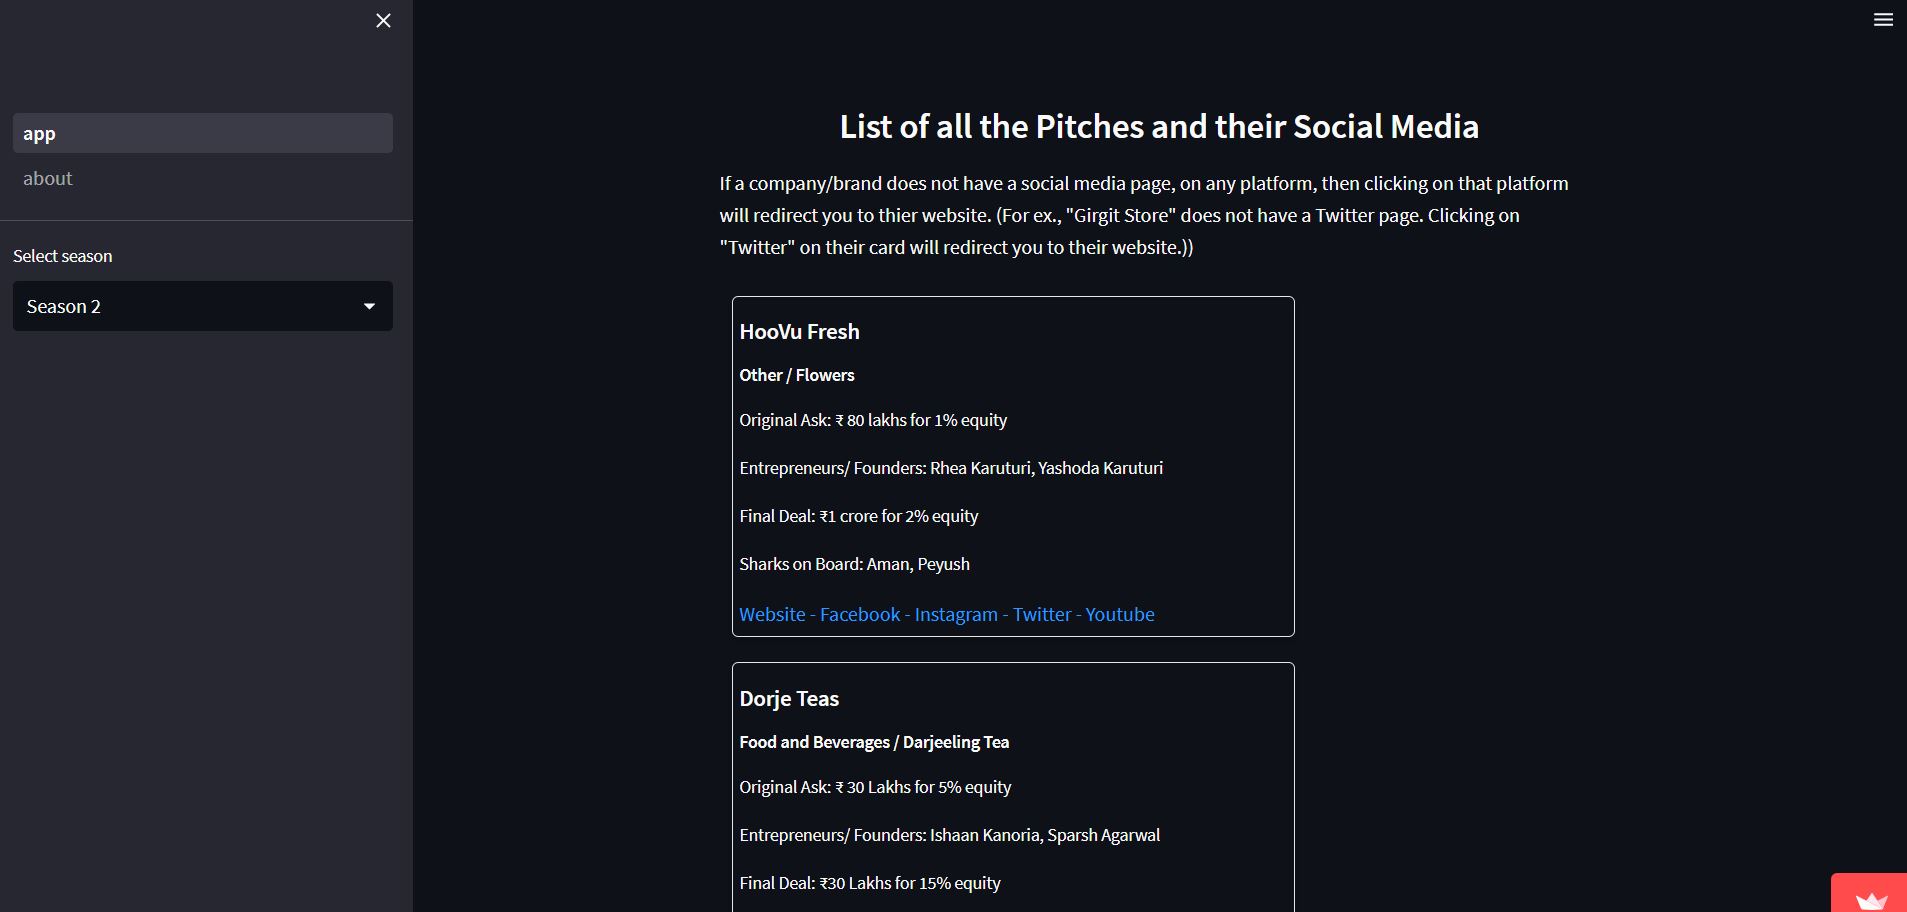 app
about
Select season
Season 2
List of all the Pitches and their Social Media
If a company/brand does not have a social media page, on any platform, then clicking on that platform
will redirect you to thier website. (For ex., "Girgit Store" does not have a Twitter page. Clicking on
"Twitter" on their card will redirect you to their website.))
HooVu Fresh
Other / Flowers
Original Ask: ₹ 80 lakhs for 1% equity
Entrepreneurs/ Founders: Rhea Karuturi, Yashoda Karuturi
Final Deal: ₹1 crore for 2% equity
Sharks on Board: Aman, Peyush
Website - Facebook - Instagram - Twitter - Youtube
Dorje Teas
Food and Beverages / Darjeeling Tea
Original Ask: ₹ 30 Lakhs for 5% equity
Entrepreneurs/ Founders: Ishaan Kanoria, Sparsh Agarwal
Final Deal: ₹30 Lakhs for 15% equity